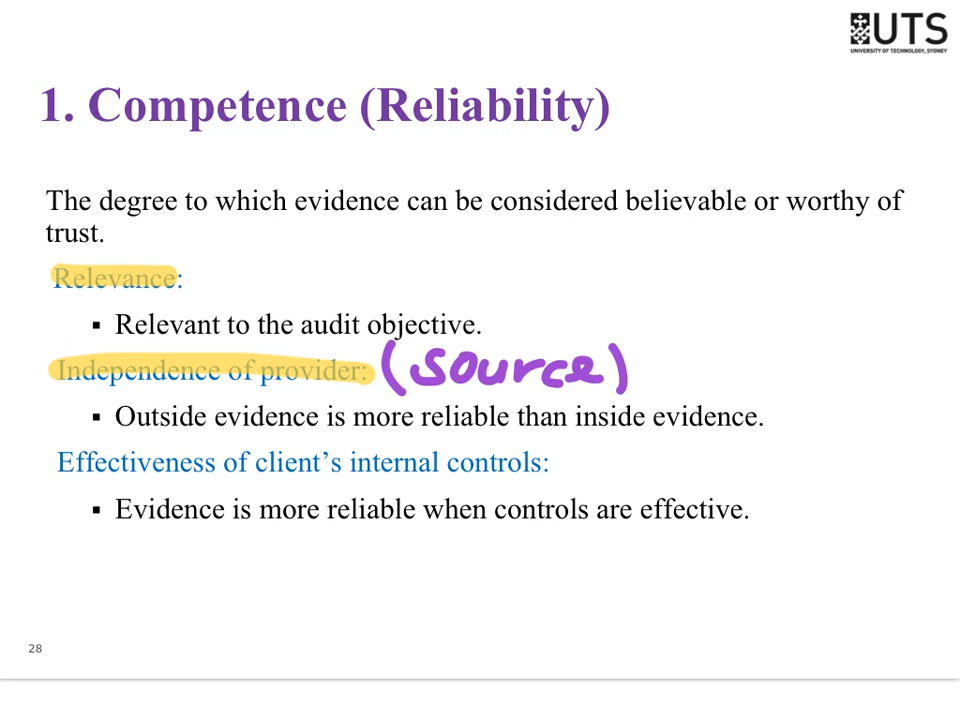 UTS
UNIVERSITY OF TECHNOLOGY, SYDNEY
1. Competence (Reliability)
The degree to which evidence can be considered believable or worthy of
trust.
Relevance:
▪ Relevant to the audit objective.
Independence of provider: (source)
▪ Outside evidence is more reliable than inside evidence.
Effectiveness of client’s internal controls:
▪ Evidence is more reliable when controls are effective.
28